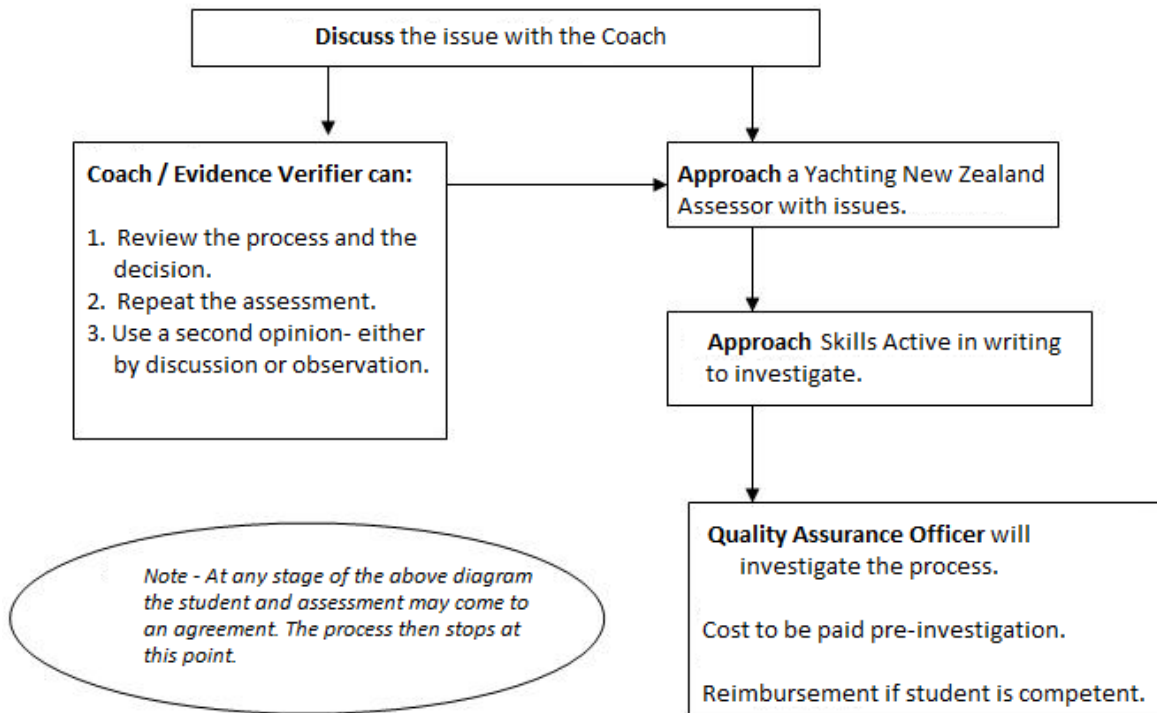 Discuss the issue with the Coach
Coach / Evidence Verifier can:
1. Review the process and the
decision.
2. Repeat the assessment.
3. Use a second opinion- either
by discussion or observation.
Approach a Yachting New Zealand
Assessor with issues.
Approach Skills Active in writing
to investigate.
Quality Assurance Officer will
investigate the process.
Cost to be paid pre-investigation.
Reimbursement if student is competent.
Note - At any stage of the above diagram
the student and assessment may come to
an agreement. The process then stops at
this point.